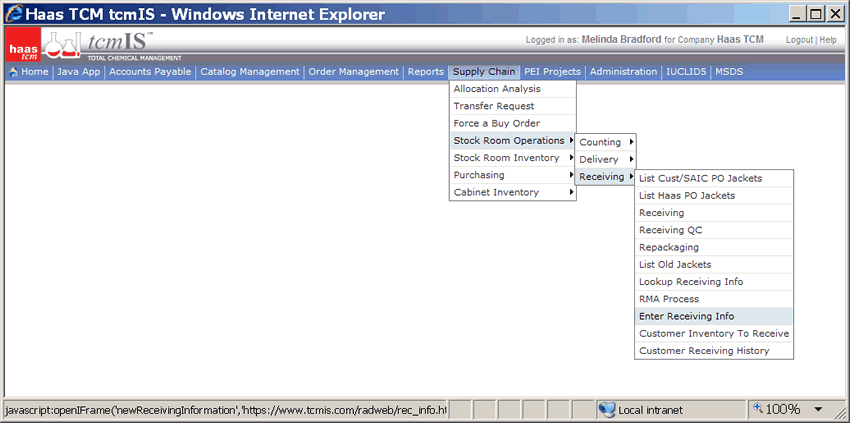 Haas TCM tcmIS - Windows Internet Explorer
haas tcm
tcmIS™
TOTAL CHEMICAL MANAGEMENT
Logged in as: Melinda Bradford for Company Haas TCM
Logout | Help
Home | Java App | Accounts Payable | Catalog Management | Order Management | Reports | Supply Chain | PEI Projects | Administration | IUCLID5 | MSDS
Allocation Analysis
Transfer Request
Force a Buy Order
Stock Room Operations
Stock Room Inventory
Purchasing
Cabinet Inventory
Counting
Delivery
Receiving
List Cust/SAIC PO Jackets
List Haas PO Jackets
Receiving
Receiving QC
Repackaging
List Old Jackets
Lookup Receiving Info
RMA Process
Enter Receiving Info
Customer Inventory To Receive
Customer Receiving History
javascript:openIFrame('newReceivingInformation','https://www.tcmis.com/radweb/rec_info.ht
Local intranet
100%